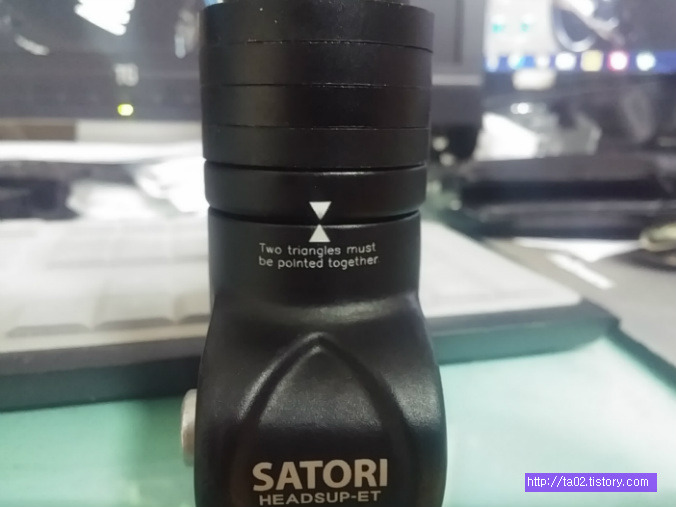 Two triangles must
be pointed together
SATORI
HEADSUP-ET
http://ta02.tistory.com/